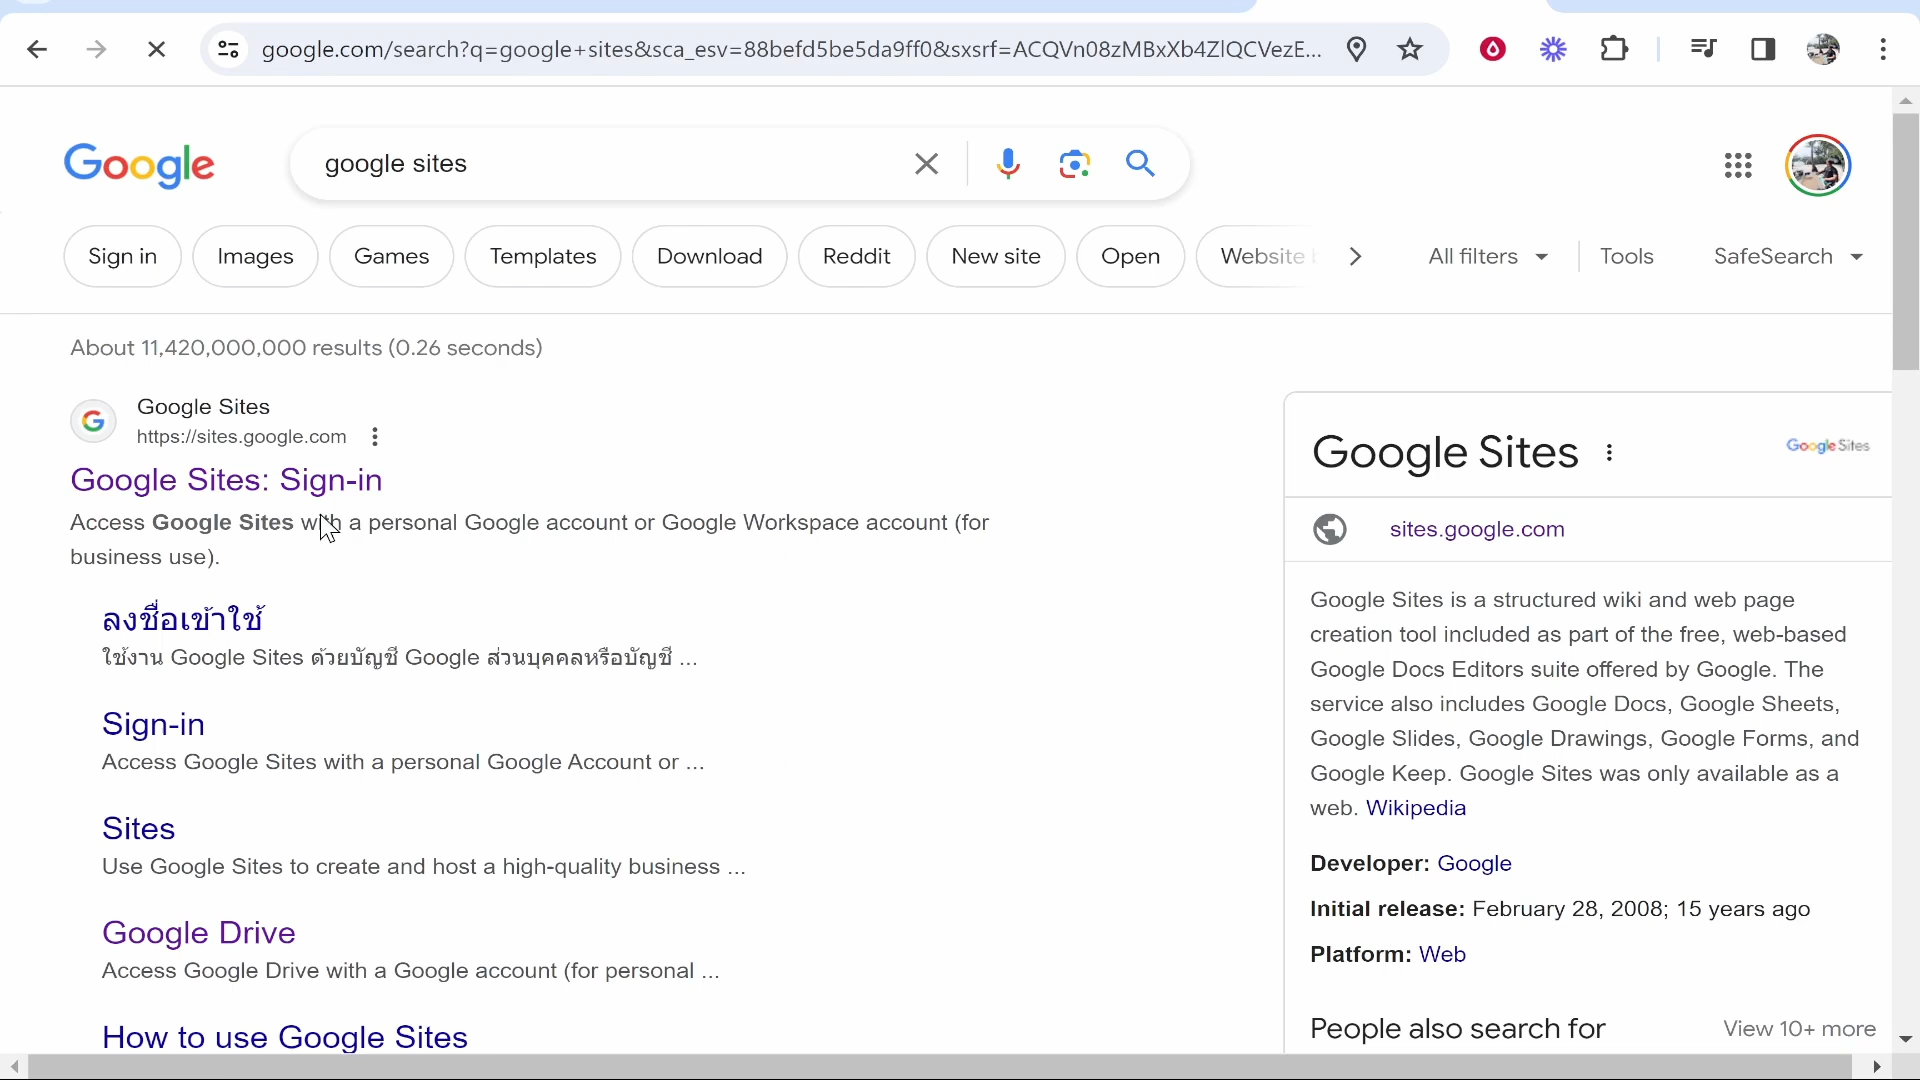 google.com/search?q=google+sites&sca_esv=88befd5be5da9ff0&sxsrf=ACQVn08zMBxXb4ZlQCVezE...
Google
google sites
Sign in
Images
Games
Templates
Download
Reddit
New site
Open
Website
All filters
Tools
SafeSearch
About 11,420,000,000 results (0.26 seconds)
Google Sites
https://sites.google.com
Google Sites: Sign-in
Access Google Sites with a personal Google account or Google Workspace account (for
business use).
ลงชื่อเข้าใช้
ใช้งาน Google Sites ด้วยบัญชี Google ส่วนบุคคลหรือบัญชี ...
Sign-in
Access Google Sites with a personal Google Account or ...
Sites
Use Google Sites to create and host a high-quality business ...
Google Drive
Access Google Drive with a Google account (for personal ...
How to use Google Sites
Google Sites
Google Sites
sites.google.com
Google Sites is a structured wiki and web page
creation tool included as part of the free, web-based
Google Docs Editors suite offered by Google. The
service also includes Google Docs, Google Sheets,
Google Slides, Google Drawings, Google Forms, and
Google Keep. Google Sites was only available as a
web. Wikipedia
Developer: Google
Initial release: February 28, 2008; 15 years ago
Platform: Web
People also search for
View 10+ more